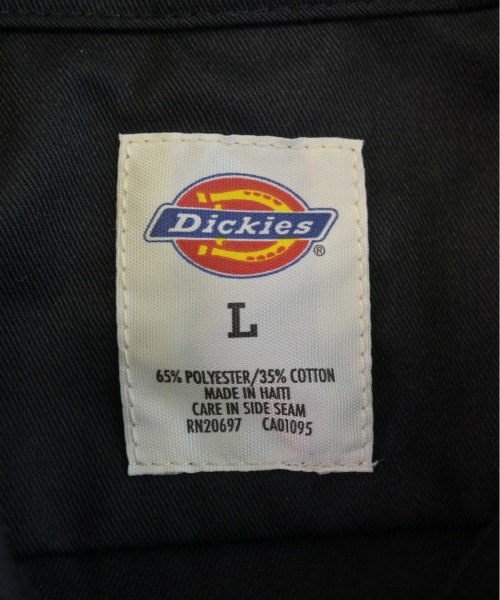 Dickies
®
L
65% POLYESTER/35% COTTON
MADE IN HAITI
CARE IN SIDE SEAM
RN20697 CA01095